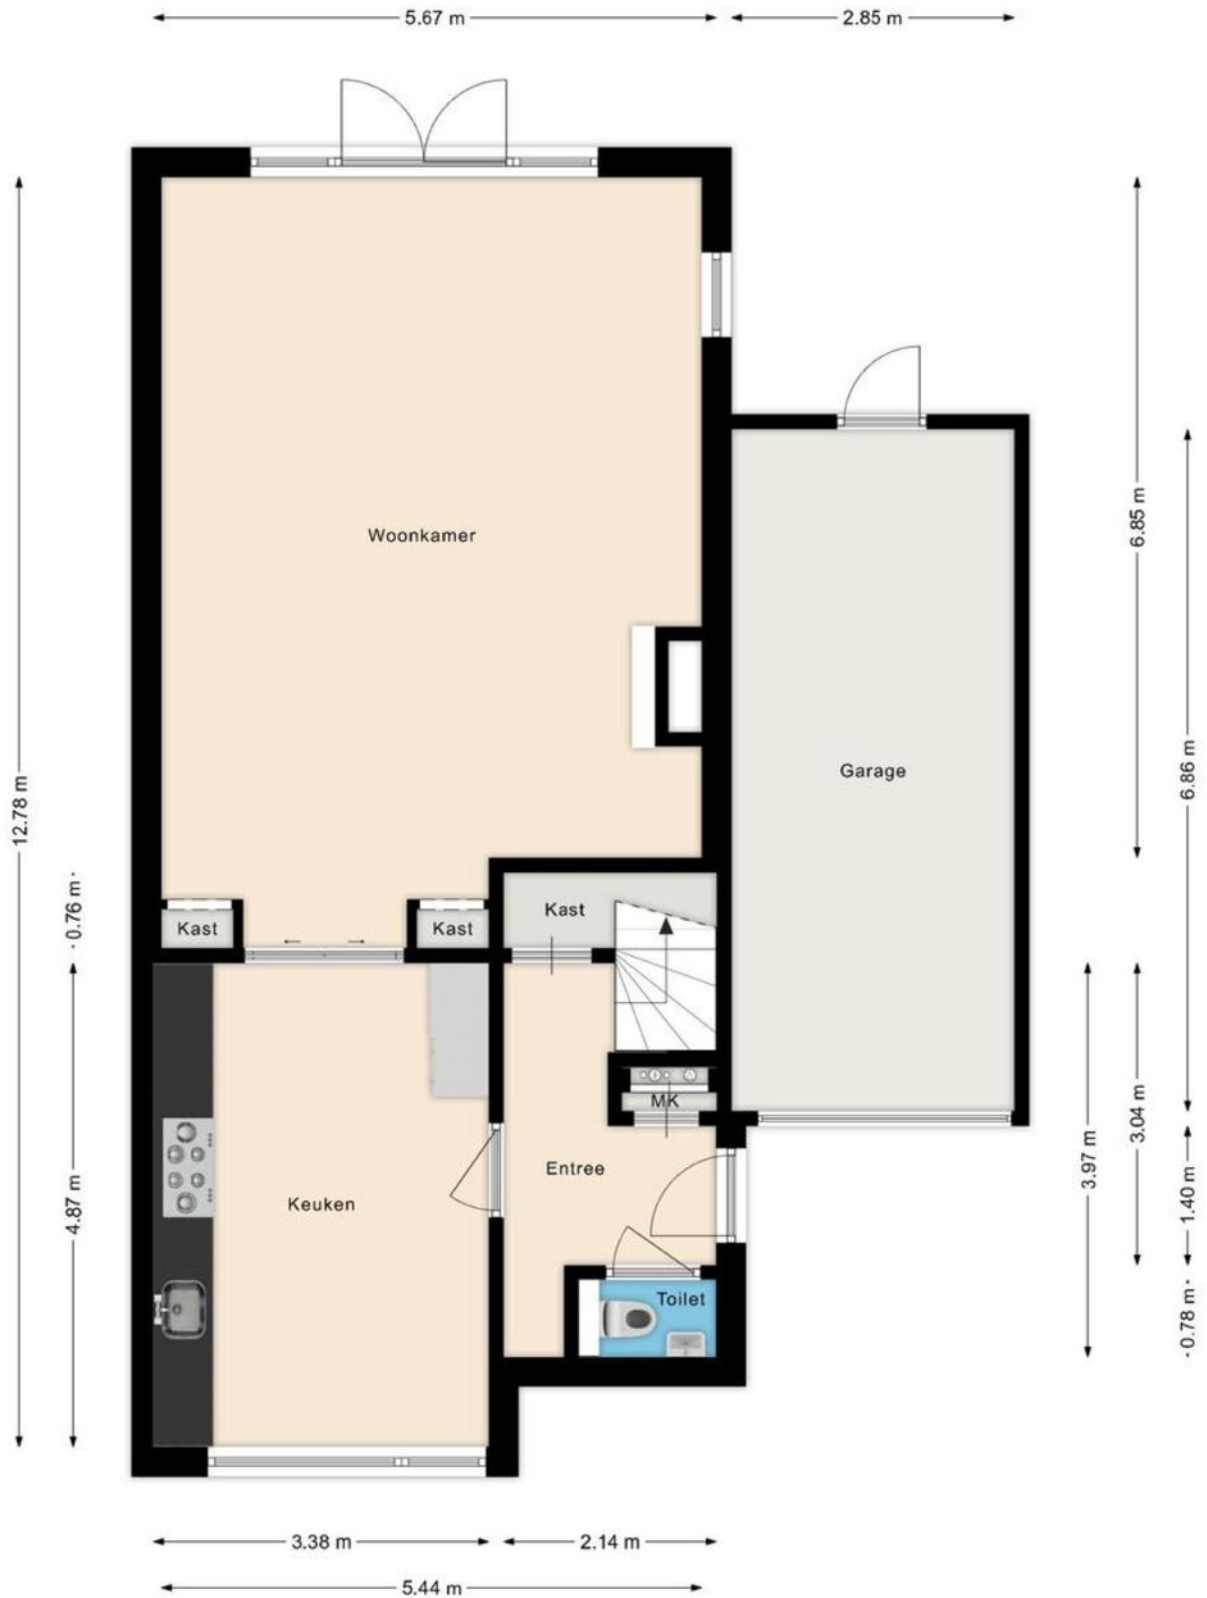 5.67 m
2.85 m
Woonkamer
6.85 m
Garage
6.86 m
12.78 m
0.76 m
Kast
Kast
Kast
MK
3.04 m
3.97 m
Entree
1.40 m
Keuken
4.87 m
Toilet
0.78 m
3.38 m
2.14 m
5.44 m